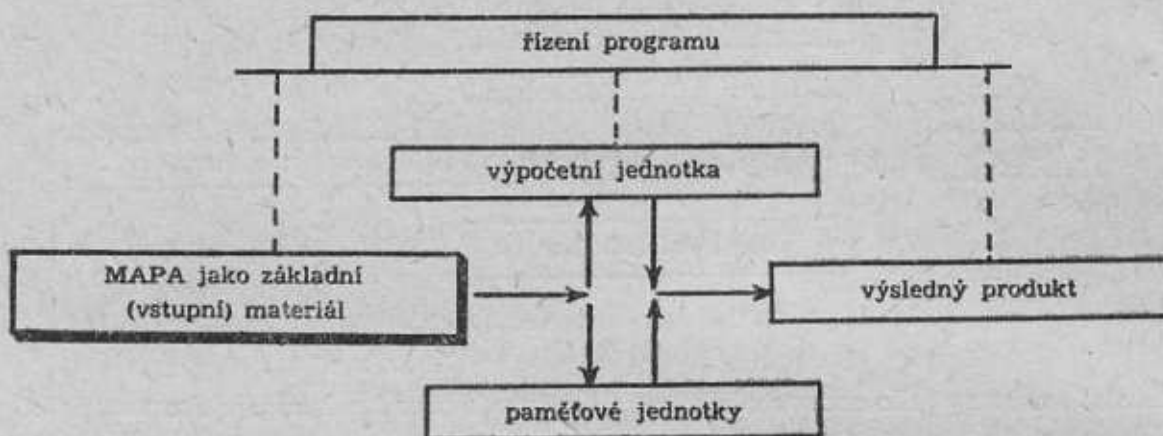 řízení programu
výpočetní jednotka
MAPA jako základní
(vstupní) materiál
výsledný produkt
paměťové jednotky